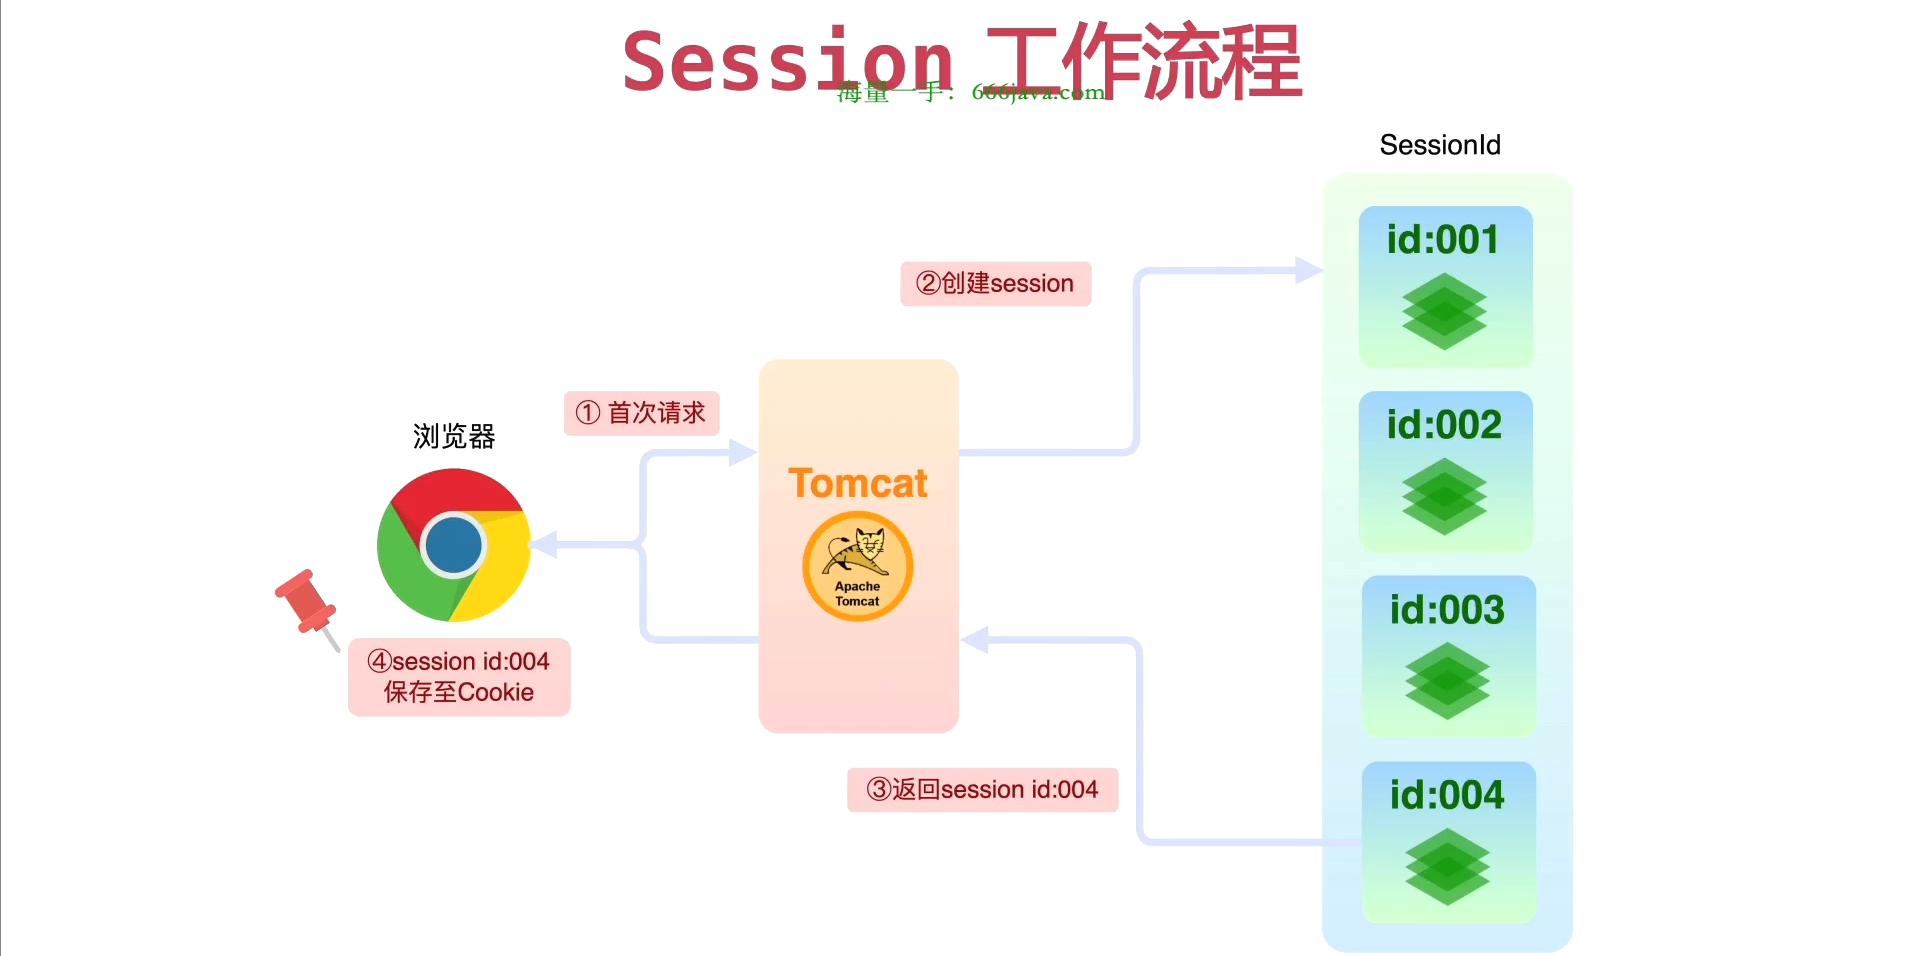 Session 工作流程
海量一手：666java.com
SessionId
id:001
②创建session
① 首次请求
id:002
浏览器
Tomcat
Apache
Tomcat
id:003
④session id:004
保存至Cookie
③返回session id:004
id:004